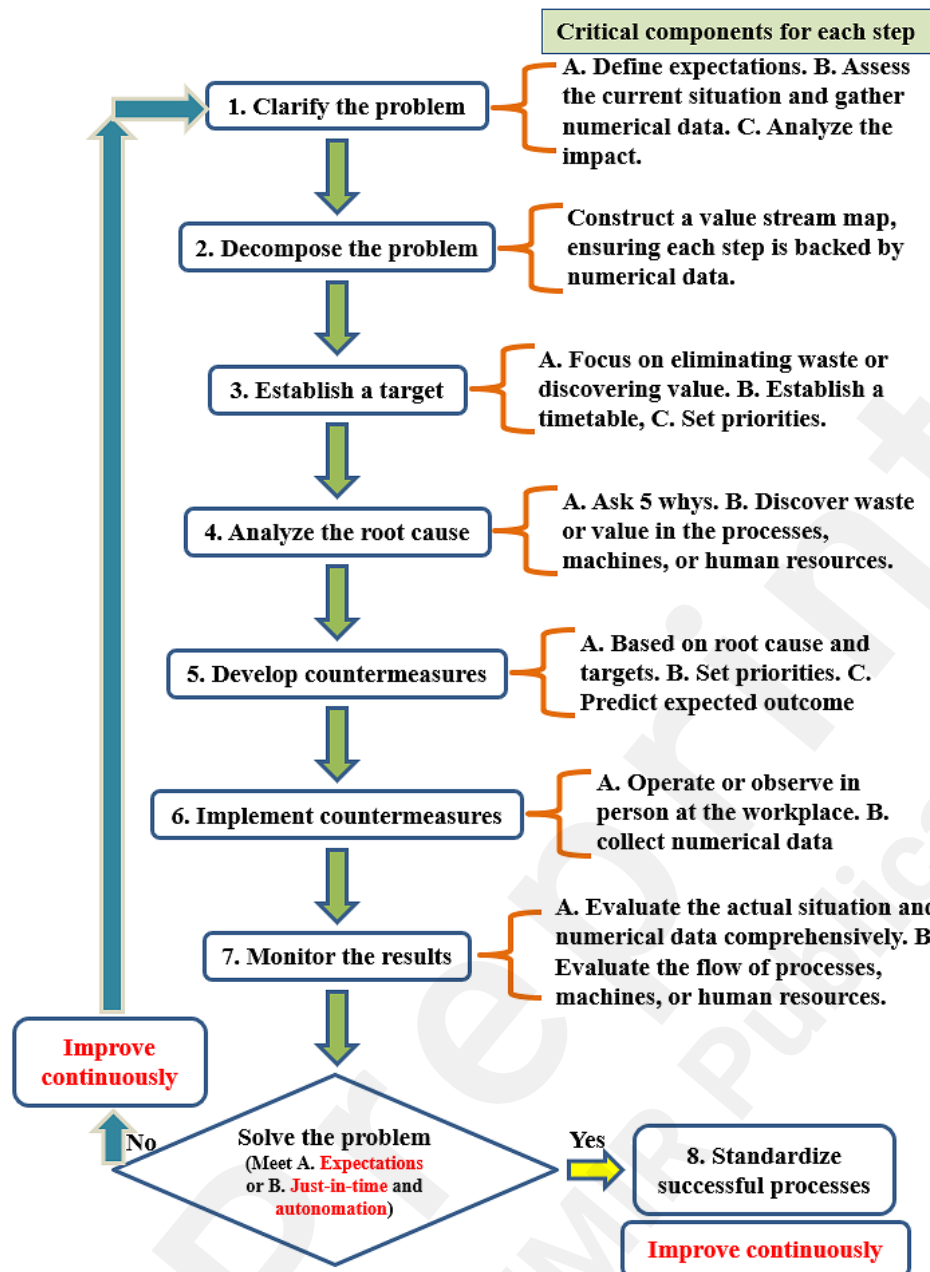 Critical components for each step
1. Clarify the problem
A. Define expectations. B. Assess
the current situation and gather
numerical data. C. Analyze the
impact.
2. Decompose the problem
Construct a value stream map,
ensuring each step is backed by
numerical data.
3. Establish a target
A. Focus on eliminating waste or
discovering value. B. Establish a
timetable, C. Set priorities.
4. Analyze the root cause
A. Ask 5 whys. B. Discover waste
or value in the processes,
machines, or human resources.
5. Develop countermeasures
A. Based on root cause and
targets. B. Set priorities. C.
Predict expected outcome
6. Implement countermeasures
A. Operate or observe in
person at the workplace. B.
collect numerical data
7. Monitor the results
A. Evaluate the actual situation and
numerical data comprehensively. B
Evaluate the flow of processes,
machines, or human resources.
Improve
continuously
No
Solve the problem
(Meet A. Expectations
or B. Just-in-time and
autonomation)
Yes
8. Standardize
successful processes
Improve continuously
Preprint